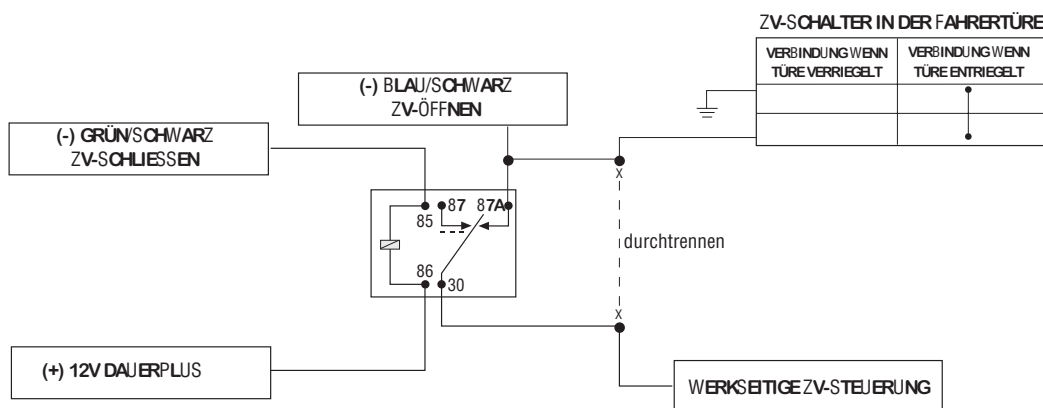 ZV-SCHALTER IN DER FAHRERTÜRE
VERBINDUNG WENN
TÜRE VERRIEGELT
VERBINDUNG WENN
TÜRE ENTRIEGELT
(-) BLAU/SCHWARZ
ZV-ÖFFNEN
(-) GRÜN/SCHWARZ
ZV-SCHLIESSEN
X
87
87A
85
durchtrennen
86
30
X
(+) 12V DAUERPLUS
WERKSEITIGE ZV-STEUERUNG